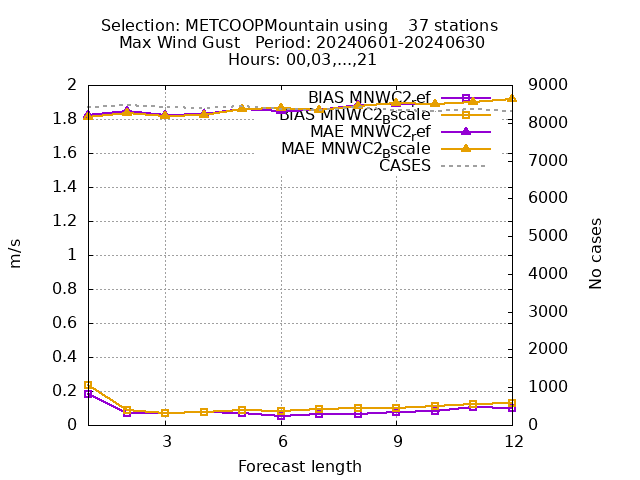 Selection: METCOOPMountain using    37 stations
Max Wind Gust   Period: 20240601-20240630
Hours: 00,03,...,21
2
1.8
1.6
1.4
1.2
1
0.8
0.6
0.4
0.2
0
9000
8000
7000
6000
5000
4000
3000
2000
1000
0
BIAS MNWC2_ref
BIAS MNWC2_Bscale
MAE MNWC2_ref
MAE MNWC2_Bscale
CASES
m/s
No cases
3
6
9
12
Forecast length